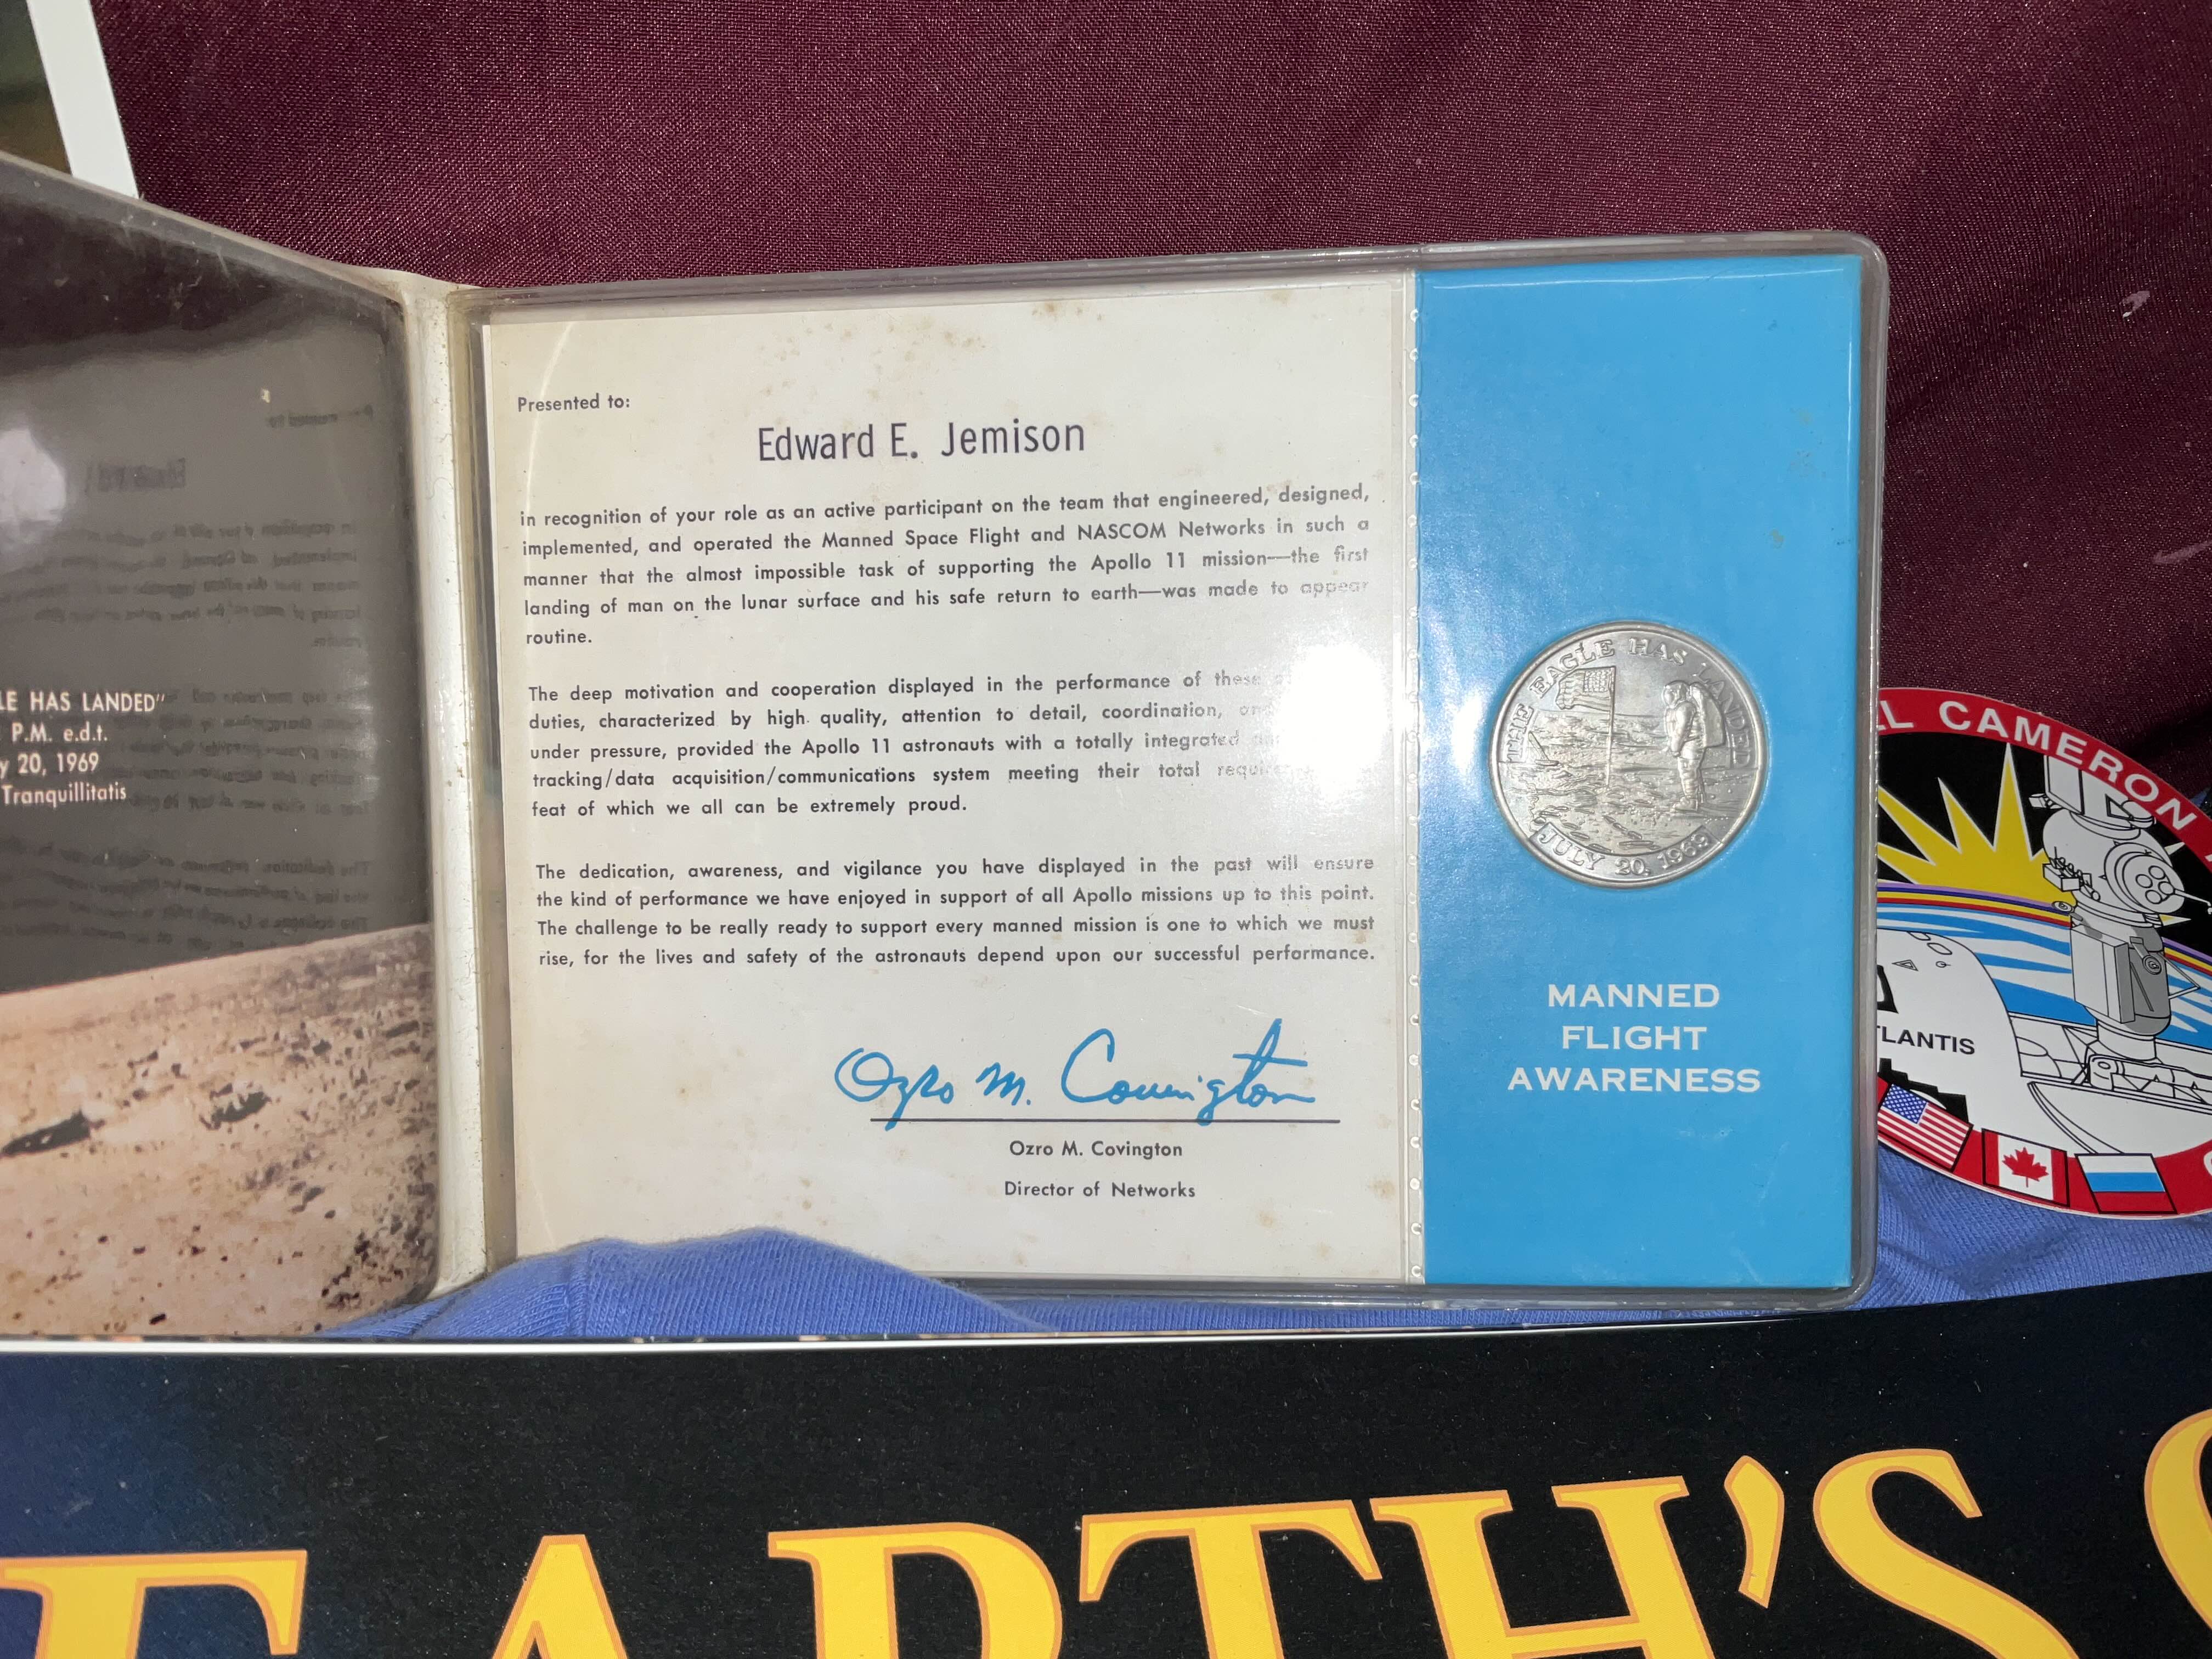 LE HAS LANDED"
P.M. e.d.t.
y 20, 1969
Tranquillitatis
Presented to:
Edward E. Jemison
in recognition of your role as an active participant on the team that engineered, designed,
implemented, and operated the Manned Space Flight and NASCOM Networks in such a
manner that the almost impossible task of supporting the Apollo 11 mission—the first
landing of man on the lunar surface and his safe return to earth—was made to appear
routine.
The deep motivation and cooperation displayed in the performance of these
duties, characterized by high quality, attention to detail, coordination,
under pressure, provided the Apollo 11 astronauts with a totally integrated
tracking/data acquisition/communications system meeting their total
feat of which we all can be extremely proud.
The dedication, awareness, and vigilance you have displayed in the past will ensure
the kind of performance we have enjoyed in support of all Apollo missions up to this point.
The challenge to be really ready to support every manned mission is one to which we must
rise, for the lives and safety of the astronauts depend upon our successful performance.
Ozro M. Covington
Ozro M. Covington
Director of Networks
THE EAGLE HAS LANDED
JULY 20, 1969
MANNED
FLIGHT
AWARENESS
LL CAMERON
LANTIS
EARTH'S